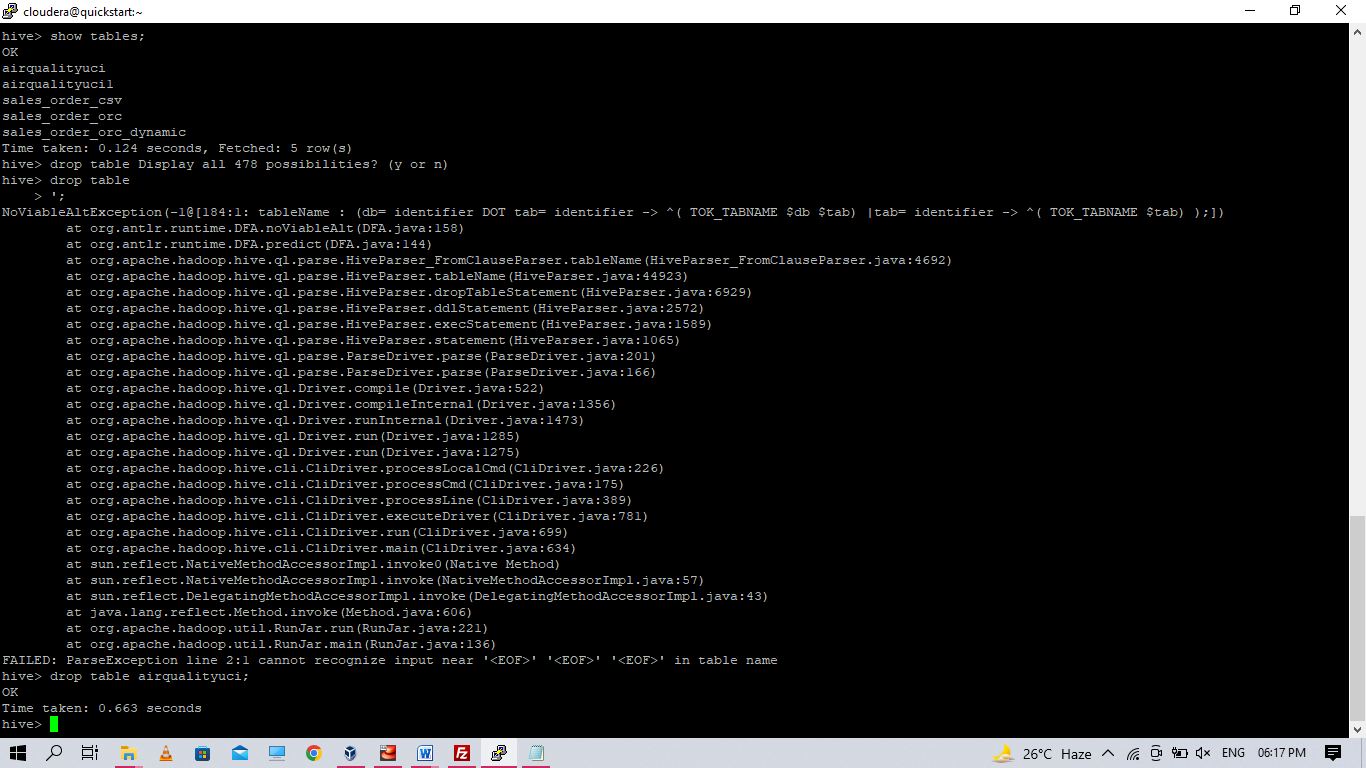 cloudera@quickstart:~
hive> show tables;
OK
airqualityuci
airqualityuci1
sales_order_csv
sales_order_orc
sales_order_orc_dynamic
Time taken: 0.124 seconds, Fetched: 5 row(s)
hive> drop table Display all 478 possibilities? (y or n)
hive> drop table
    > ';
NoViableAltException(-1@[184:1: tableName : (db= identifier DOT tab= identifier -> ^( TOK_TABNAME $db $tab) |tab= identifier -> ^( TOK_TABNAME $tab) );])
        at org.antlr.runtime.DFA.noViableAlt(DFA.java:158)
        at org.antlr.runtime.DFA.predict(DFA.java:144)
        at org.apache.hadoop.hive.ql.parse.HiveParser_FromClauseParser.tableName(HiveParser_FromClauseParser.java:4692)
        at org.apache.hadoop.hive.ql.parse.HiveParser.tableName(HiveParser.java:44923)
        at org.apache.hadoop.hive.ql.parse.HiveParser.dropTableStatement(HiveParser.java:6929)
        at org.apache.hadoop.hive.ql.parse.HiveParser.ddlStatement(HiveParser.java:2572)
        at org.apache.hadoop.hive.ql.parse.HiveParser.execStatement(HiveParser.java:1589)
        at org.apache.hadoop.hive.ql.parse.HiveParser.statement(HiveParser.java:1065)
        at org.apache.hadoop.hive.ql.parse.ParseDriver.parse(ParseDriver.java:201)
        at org.apache.hadoop.hive.ql.parse.ParseDriver.parse(ParseDriver.java:166)
        at org.apache.hadoop.hive.ql.Driver.compile(Driver.java:522)
        at org.apache.hadoop.hive.ql.Driver.compileInternal(Driver.java:1356)
        at org.apache.hadoop.hive.ql.Driver.runInternal(Driver.java:1473)
        at org.apache.hadoop.hive.ql.Driver.run(Driver.java:1285)
        at org.apache.hadoop.hive.ql.Driver.run(Driver.java:1275)
        at org.apache.hadoop.hive.cli.CliDriver.processLocalCmd(CliDriver.java:226)
        at org.apache.hadoop.hive.cli.CliDriver.processCmd(CliDriver.java:175)
        at org.apache.hadoop.hive.cli.CliDriver.processLine(CliDriver.java:389)
        at org.apache.hadoop.hive.cli.CliDriver.executeDriver(CliDriver.java:781)
        at org.apache.hadoop.hive.cli.CliDriver.run(CliDriver.java:699)
        at org.apache.hadoop.hive.cli.CliDriver.main(CliDriver.java:634)
        at sun.reflect.NativeMethodAccessorImpl.invoke0(Native Method)
        at sun.reflect.NativeMethodAccessorImpl.invoke(NativeMethodAccessorImpl.java:57)
        at sun.reflect.DelegatingMethodAccessorImpl.invoke(DelegatingMethodAccessorImpl.java:43)
        at java.lang.reflect.Method.invoke(Method.java:606)
        at org.apache.hadoop.util.RunJar.run(RunJar.java:221)
        at org.apache.hadoop.util.RunJar.main(RunJar.java:136)
FAILED: ParseException line 2:1 cannot recognize input near '<EOF>' '<EOF>' '<EOF>' in table name
hive> drop table airqualityuci;
OK
Time taken: 0.663 seconds
hive>
26°C Haze ENG 06:17 PM